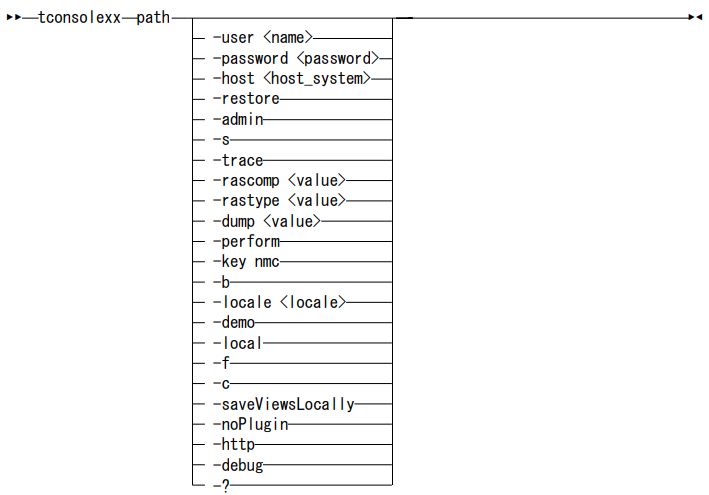 tconsolexx path
-user <name>
-password <password>
-host <host_system>
-restore
-admin
-s
-trace
-rascomp <value>
-rastype <value>
-dump <value>
-perform
-key nmc
-b
-locale <locale>
-demo
-local
-f
-c
-saveViewsLocally
-noPlugin
-http
-debug
-?